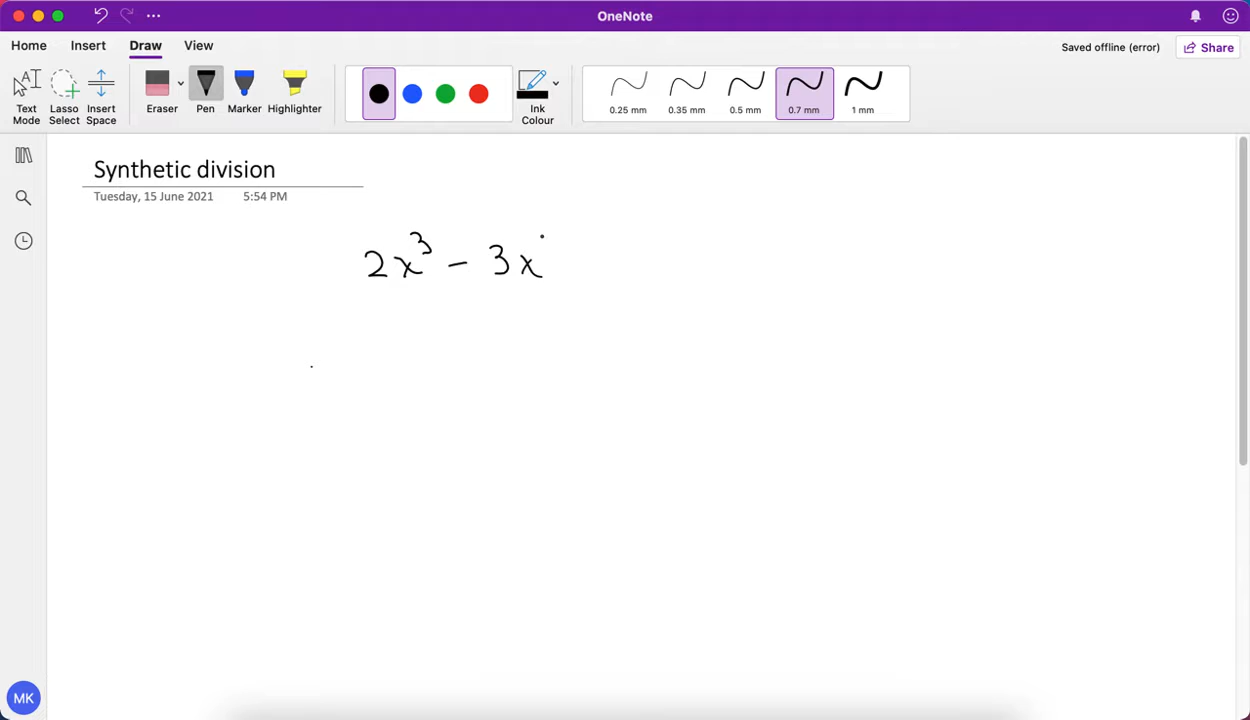 OneNote
Home Insert Draw View
Saved offline (error) Share
Text Mode Lasso Select Insert Space Eraser Pen Marker Highlighter Ink Colour 0.25 mm 0.35 mm 0.5 mm 0.7 mm 1 mm
Synthetic division
Tuesday, 15 June 2021 5:54 PM
2x³ - 3x
MK